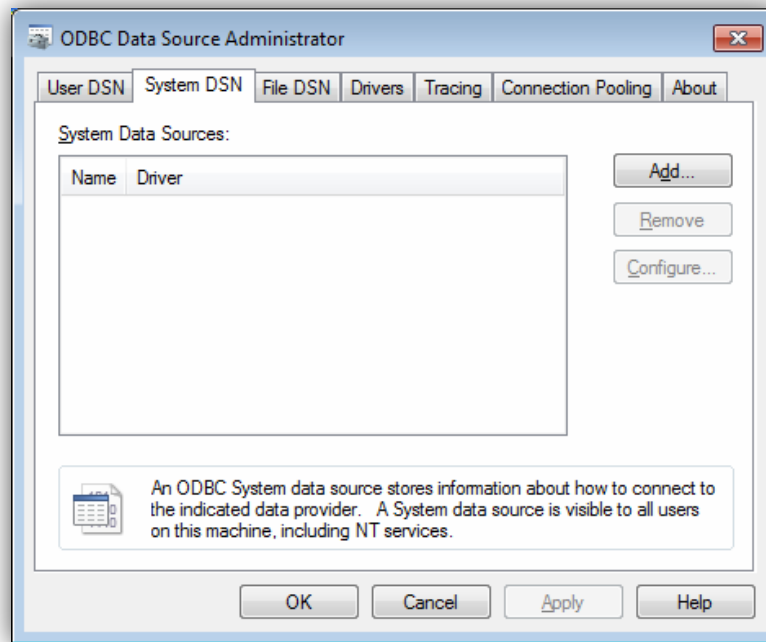 ODBC Data Source Administrator
User DSN System DSN File DSN Drivers Tracing Connection Pooling About
System Data Sources:
Name Driver
Add...
Remove
Configure...
An ODBC System data source stores information about how to connect to
the indicated data provider. A System data source is visible to all users
on this machine, including NT services.
OK Cancel Apply Help